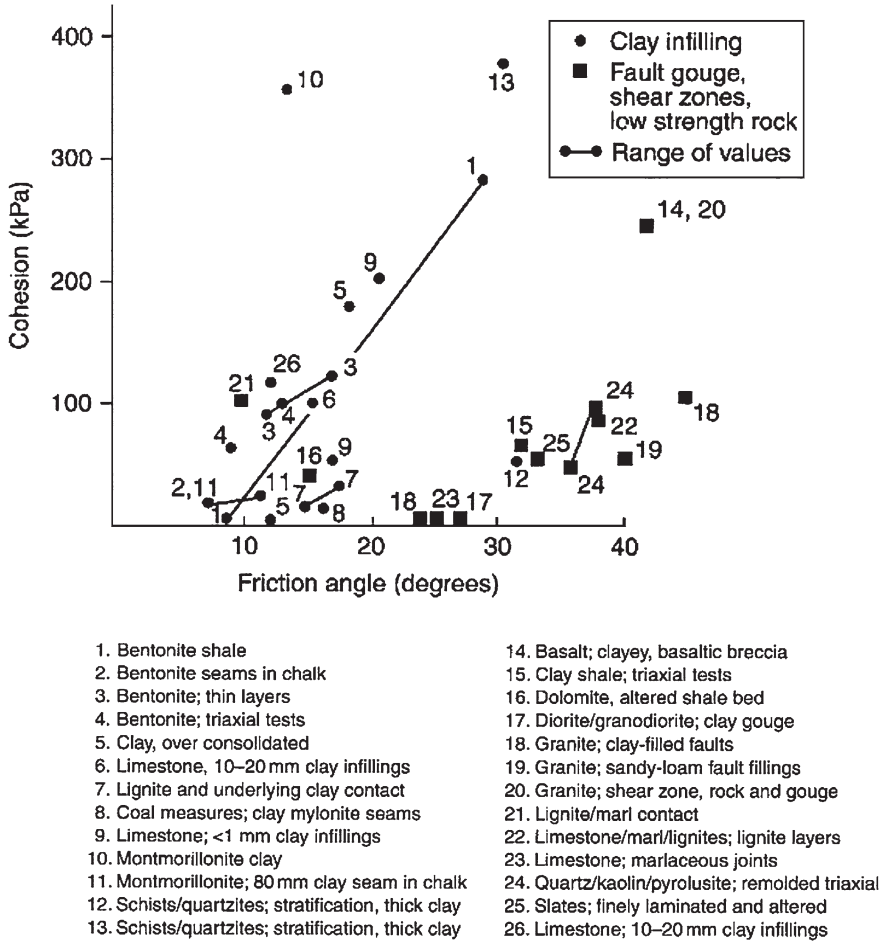 400
300
200
100
Cohesion (kPa)
10
20
30
40
Friction angle (degrees)
Clay infilling
Fault gouge,
shear zones,
low strength rock
Range of values
10
13
1
14, 20
9
5
3
26
21
3
4
6
4
9
16
2,11
11
7
7
1
5
8
18
23
17
15
12
25
24
22
24
19
18
1. Bentonite shale
2. Bentonite seams in chalk
3. Bentonite; thin layers
4. Bentonite; triaxial tests
5. Clay, over consolidated
6. Limestone, 10–20 mm clay infillings
7. Lignite and underlying clay contact
8. Coal measures; clay mylonite seams
9. Limestone; <1 mm clay infillings
10. Montmorillonite clay
11. Montmorillonite; 80 mm clay seam in chalk
12. Schists/quartzites; stratification, thick clay
13. Schists/quartzites; stratification, thick clay
14. Basalt; clayey, basaltic breccia
15. Clay shale; triaxial tests
16. Dolomite, altered shale bed
17. Diorite/granodiorite; clay gouge
18. Granite; clay-filled faults
19. Granite; sandy-loam fault fillings
20. Granite; shear zone, rock and gouge
21. Lignite/marl contact
22. Limestone/marl/lignites; lignite layers
23. Limestone; marlaceous joints
24. Quartz/kaolin/pyrolusite; remolded triaxial
25. Slates; finely laminated and altered
26. Limestone; 10–20 mm clay infillings